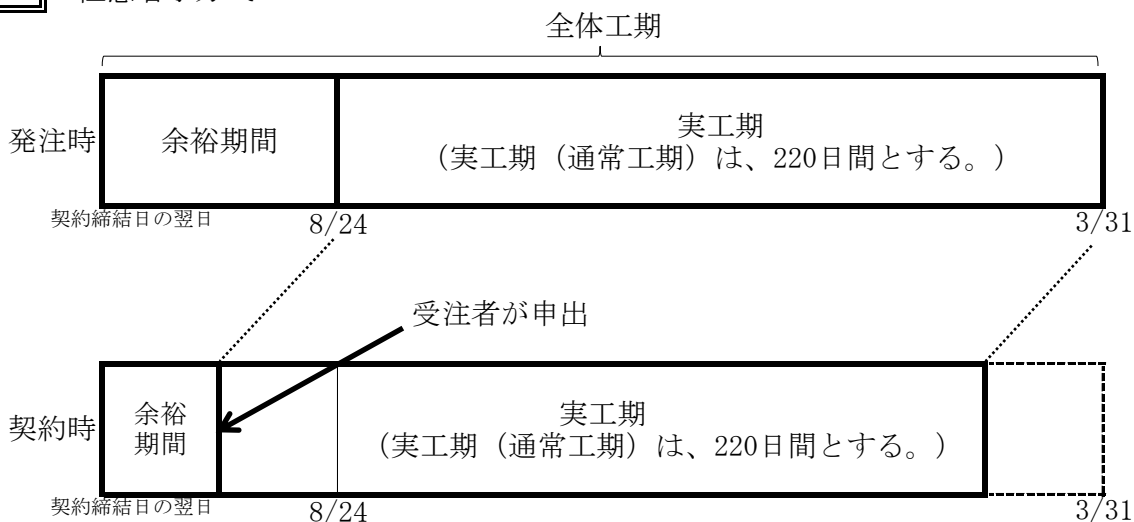 全体工期
発注時
余裕期間
実工期
（実工期（通常工期）は、220日間とする。）
契約締結日の翌日
8/24
3/31
受注者が申出
契約時
余裕
期間
実工期
（実工期（通常工期）は、220日間とする。）
契約締結日の翌日
8/24
3/31